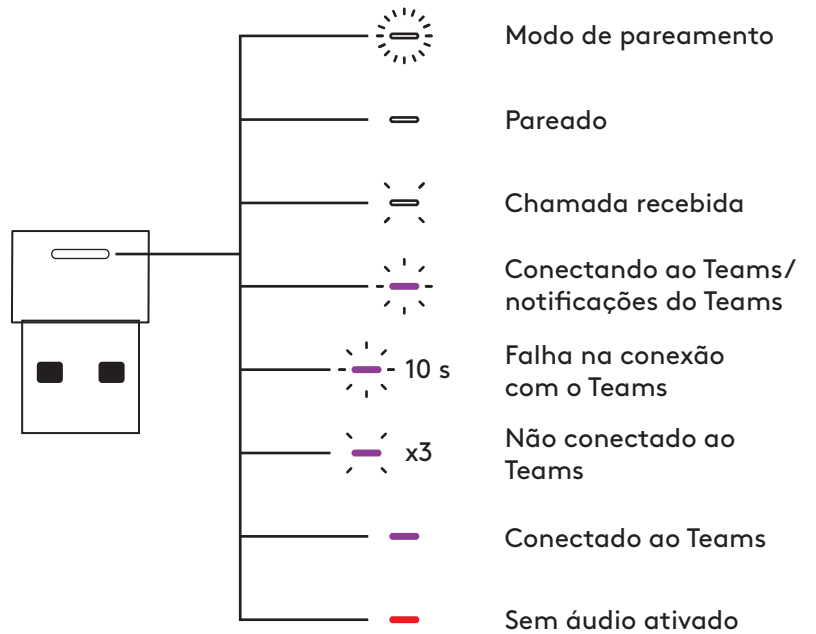 Modo de pareamento
Pareado
Chamada recebida
Conectando ao Teams/
notificações do Teams
10 s
Falha na conexão
com o Teams
x3
Não conectado ao
Teams
Conectado ao Teams
Sem áudio ativado